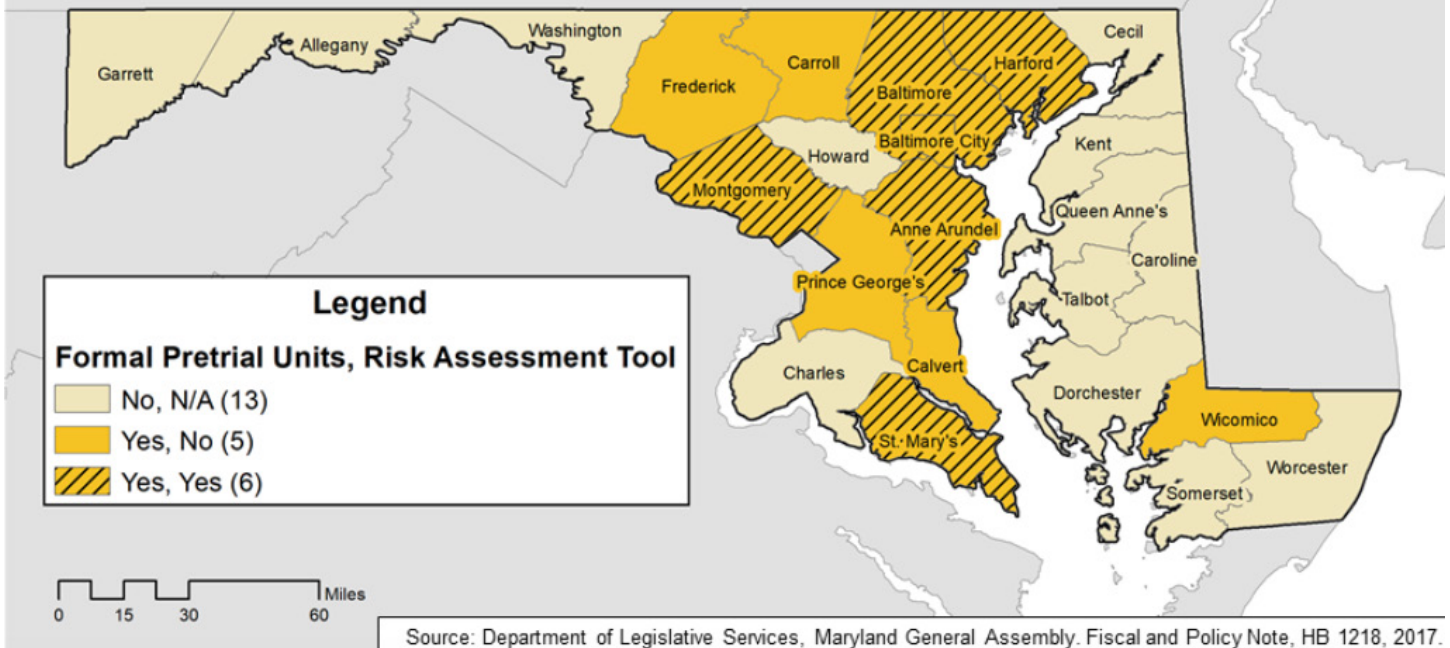 Garrett
Allegany
Washington
Frederick
Carroll
Baltimore
Harford
Cecil
Baltimore City
Howard
Kent
Montgomery
Queen Anne's
Anne Arundel
Caroline
Prince George's
Talbot
Charles
Calvert
Dorchester
St. Mary's
Wicomico
Worcester
Somerset
Legend
Formal Pretrial Units, Risk Assessment Tool
No, N/A (13)
Yes, No (5)
Yes, Yes (6)
Miles
0 15 30 60
Source: Department of Legislative Services, Maryland General Assembly. Fiscal and Policy Note, HB 1218, 2017.